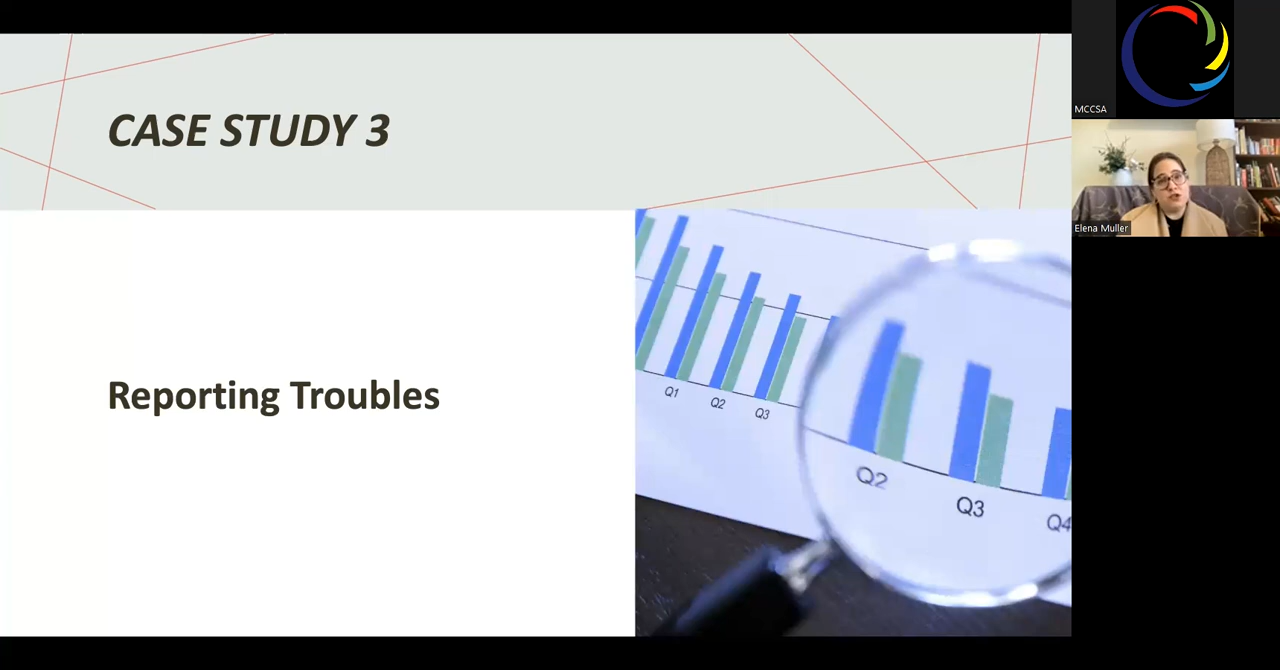 CASE STUDY 3
Reporting Troubles
Q1
Q2
Q3
Q2
Q3
Q4
MCCSA
Elena Muller